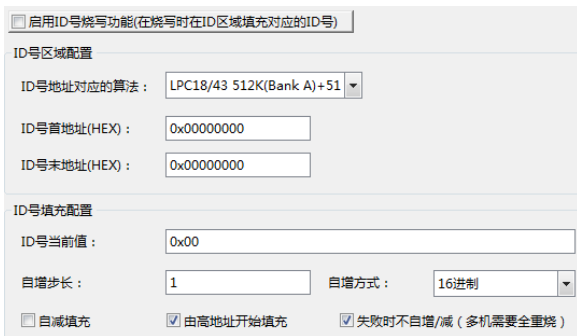 启用ID号烧写功能(在烧写时在ID区域填充对应的ID号)
ID号区域配置
ID号地址对应的算法： LPC18/43 512K(Bank A)+51
ID号首地址(HEX)： 0x00000000
ID号末地址(HEX)： 0x00000000
ID号填充配置
ID号当前值： 0x00
自增步长： 1 自增方式： 16进制
自减填充 由高地址开始填充 失败时不自增/减（多机需要全重烧）